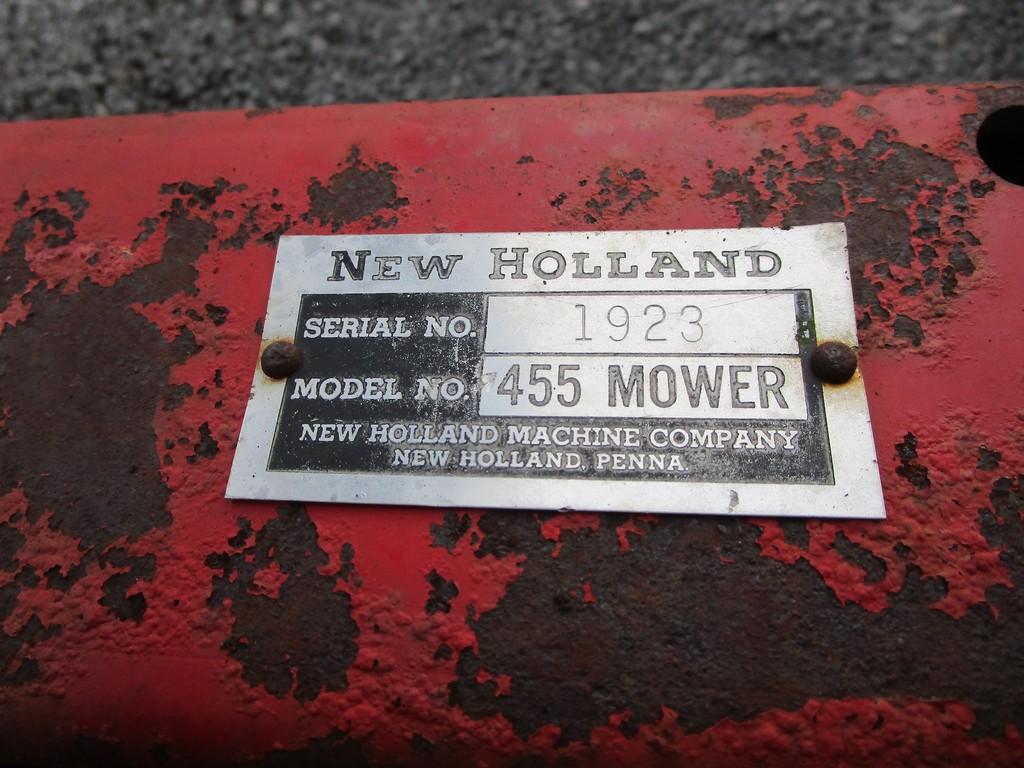 NEW HOLLAND
SERIAL NO. 1923
MODEL NO. 455 MOWER
NEW HOLLAND MACHINE COMPANY
NEW HOLLAND, PENNA.